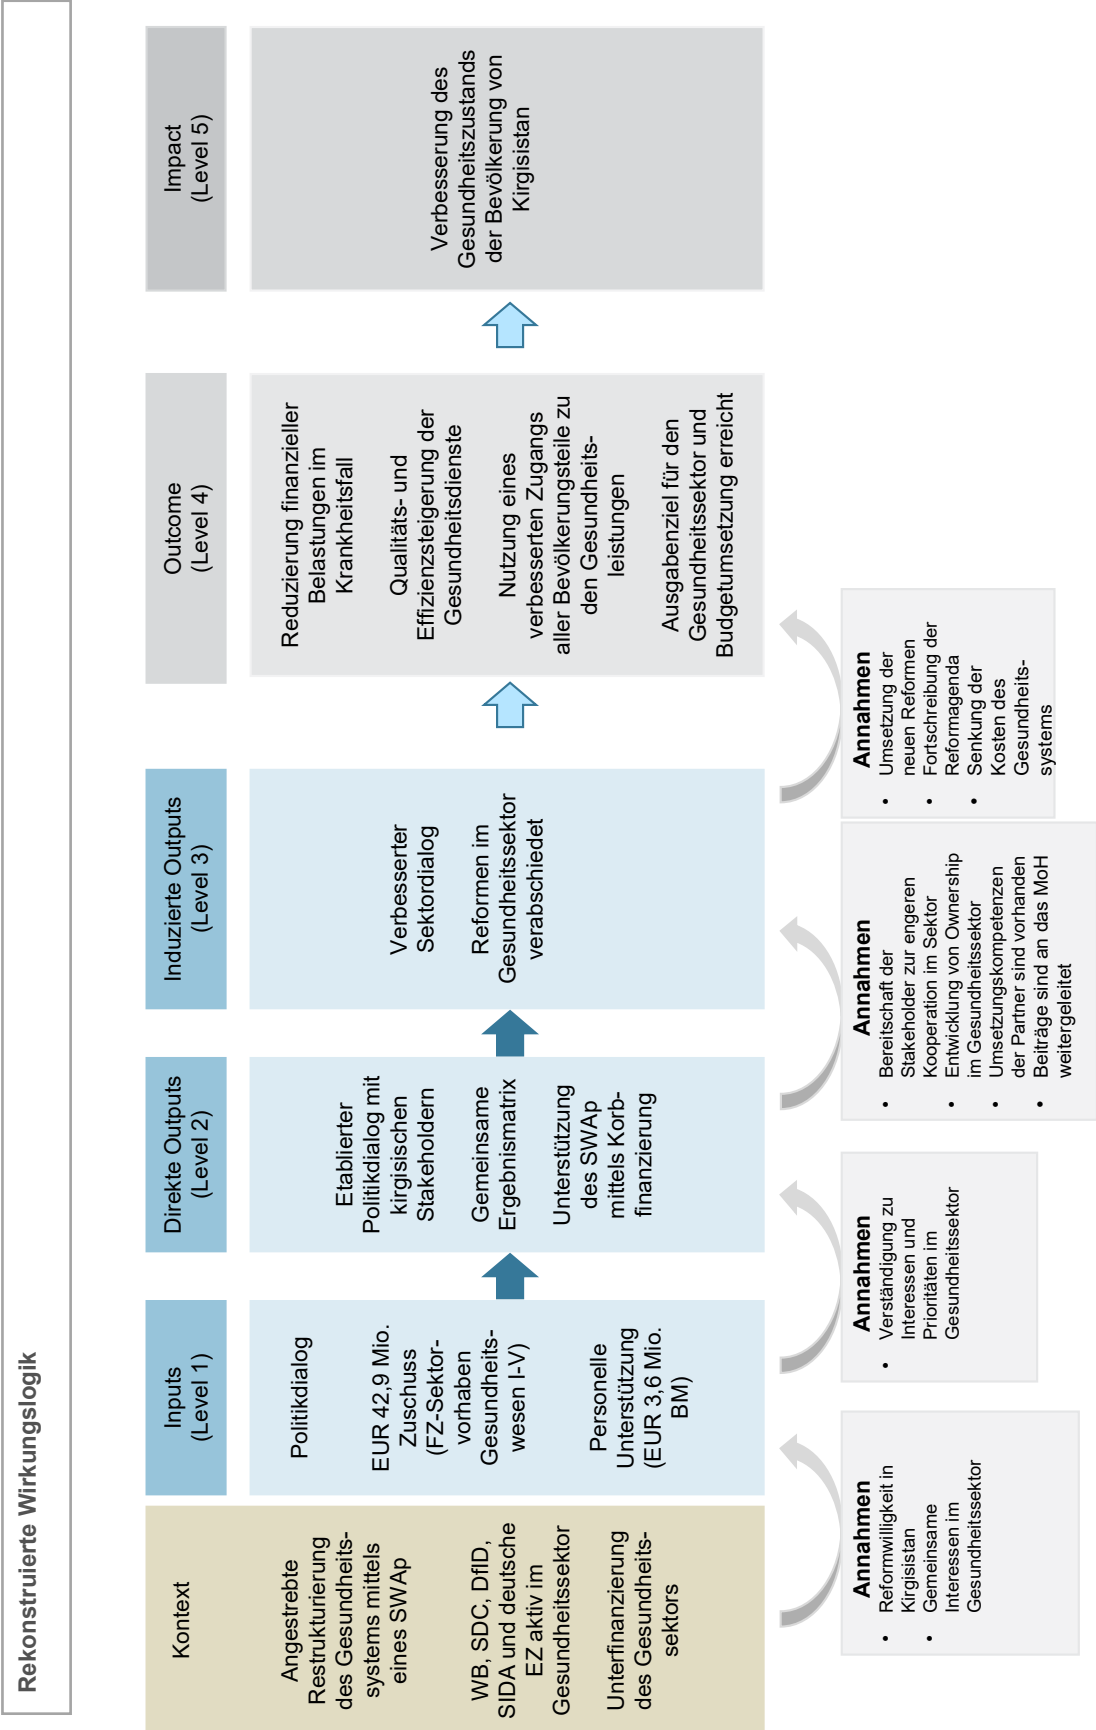 Rekonstruierte Wirkungslogik
Kontext
Angestrebte
Restrukturierung
des Gesundheits-
systems mittels
eines SWAp
WB, SDC, DfID,
SIDA und deutsche
EZ aktiv im
Gesundheitssektor
Unterfinanzierung
des Gesundheits-
sektors
Inputs
(Level 1)
Politikdialog
EUR 42,9 Mio.
Zuschuss
(FZ-Sektor-
vorhaben
Gesundheits-
wesen I-V)
Personelle
Unterstützung
(EUR 3,6 Mio.
BM)
Direkte Outputs
(Level 2)
Etablierter
Politikdialog mit
kirgisischen
Stakeholdern
Gemeinsame
Ergebnismatrix
Unterstützung
des SWAp
mittels Korb-
finanzierung
Induzierte Outputs
(Level 3)
Verbesserter
Sektordialog
Reformen im
Gesundheitssektor
verabschiedet
Outcome
(Level 4)
Reduzierung finanzieller
Belastungen im
Krankheitsfall
Qualitäts- und
Effizienzsteigerung der
Gesundheitsdienste
Nutzung eines
verbesserten Zugangs
aller Bevölkerungsteile zu
den Gesundheits-
leistungen
Ausgabenziel für den
Gesundheitssektor und
Budgetumsetzung erreicht
Impact
(Level 5)
Verbesserung des
Gesundheitszustands
der Bevölkerung von
Kirgisistan
Annahmen
• Reformwilligkeit in
Kirgisistan
• Gemeinsame
Interessen im
Gesundheitssektor
Annahmen
• Verständigung zu
Interessen und
Prioritäten im
Gesundheitssektor
Annahmen
• Bereitschaft der
Stakeholder zur engeren
Kooperation im Sektor
• Entwicklung von Ownership
im Gesundheitssektor
• Umsetzungskompetenzen
der Partner sind vorhanden
• Beiträge sind an das MoH
weitergeleitet
Annahmen
• Umsetzung der
neuen Reformen
• Fortschreibung der
Reformagenda
• Senkung der
Kosten des
Gesundheits-
systems